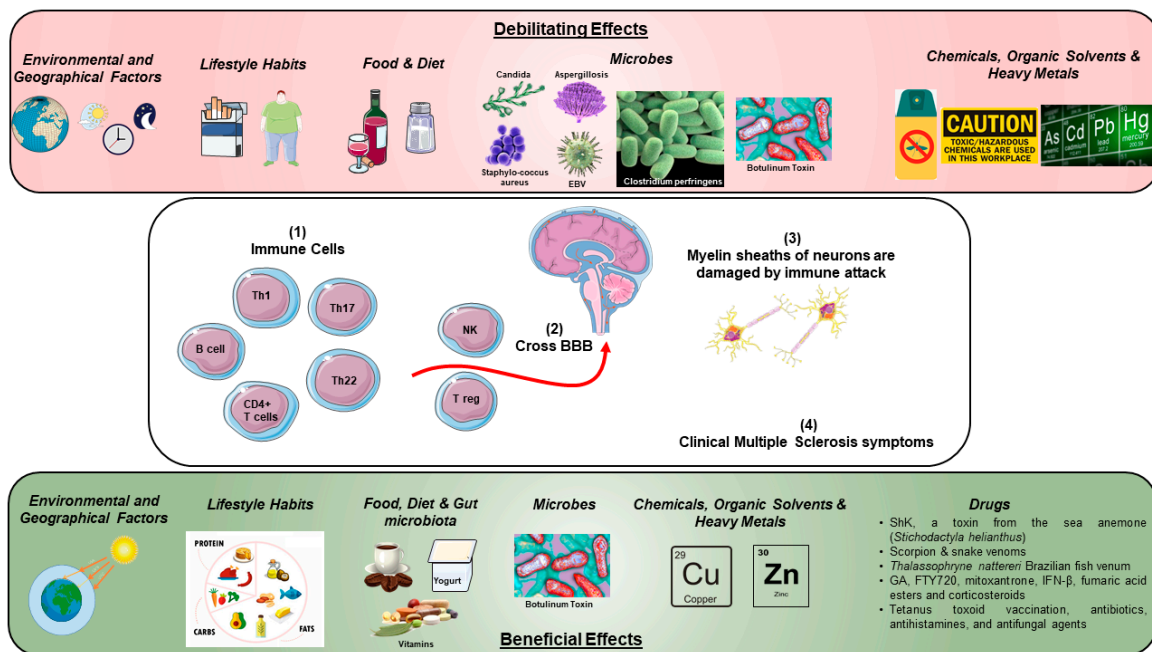 Debilitating Effects
Environmental and
Geographical Factors
Lifestyle Habits
Food & Diet
Microbes
Candida
Aspergillosis
Staphylo-coccus
aureus
EBV
Clostridium perfringens
Botulinum Toxin
Chemicals, Organic Solvents &
Heavy Metals
CAUTION
TOXIC/HAZARDOUS
CHEMICALS ARE USED
IN THIS WORKPLACE
As
Cd
cadmium
Pb
lead
207.2
80
Hg
mercury
200.59
(1)
Immune Cells
Th1
Th17
B cell
Th22
CD4+
T cells
NK
T reg
(2)
Cross BBB
(3)
Myelin sheaths of neurons are
damaged by immune attack
(4)
Clinical Multiple Sclerosis symptoms
Environmental and
Geographical Factors
Lifestyle Habits
PROTEIN
CARBS
FATS
Food, Diet & Gut
microbiota
Yogurt
Vitamins
Microbes
Botulinum Toxin
Chemicals, Organic Solvents &
Heavy Metals
29
Cu
Copper
30
Zn
Zinc
Drugs
• ShK, a toxin from the sea anemone
(Stichodactyla helianthus)
• Scorpion & snake venoms
• Thalassophryne nattereri Brazilian fish venum
• GA, FTY720, mitoxantrone, IFN-β, fumaric acid
esters and corticosteroids
• Tetanus toxoid vaccination, antibiotics,
antihistamines, and antifungal agents
Beneficial Effects